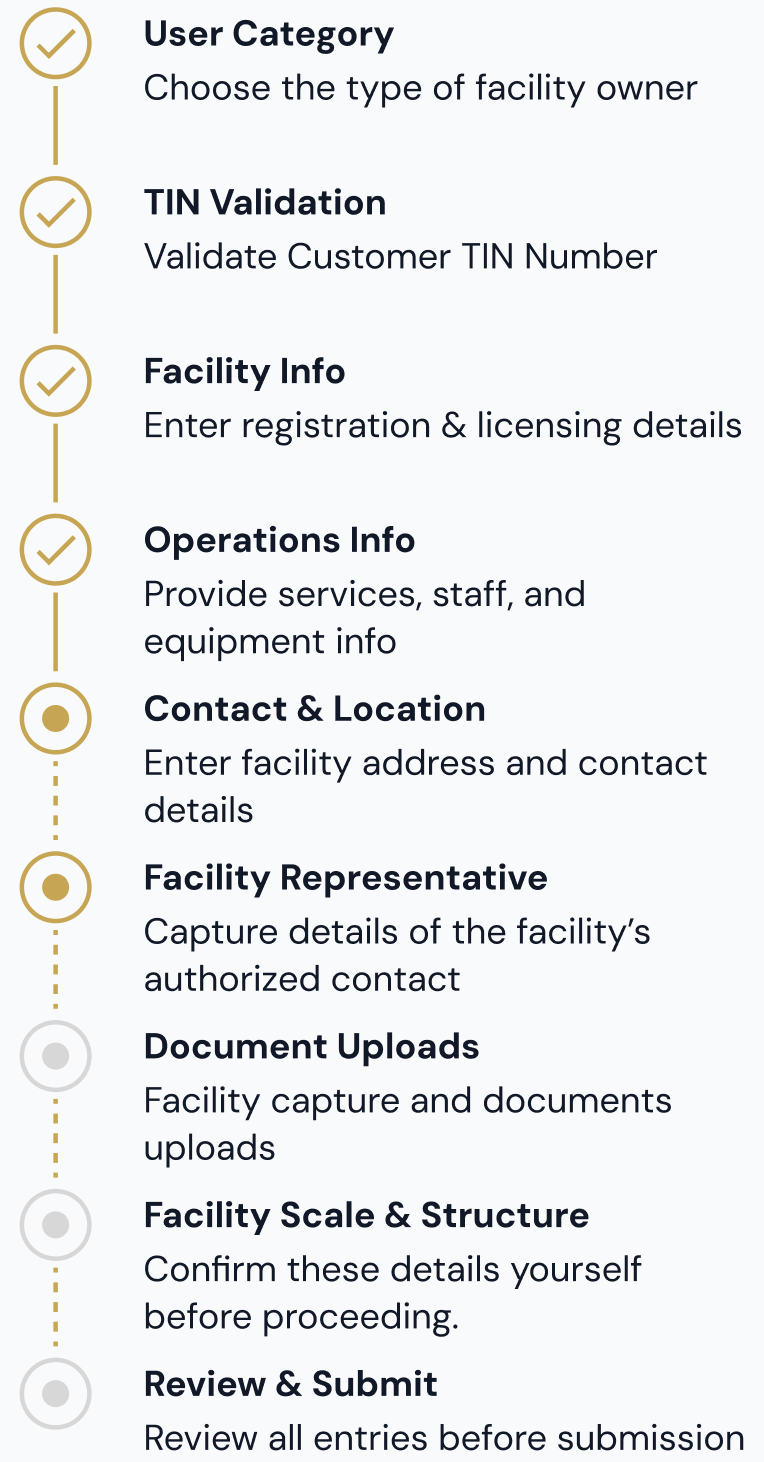 User Category
Choose the type of facility owner
TIN Validation
Validate Customer TIN Number
Facility Info
Enter registration & licensing details
Operations Info
Provide services, staff, and
equipment info
Contact & Location
Enter facility address and contact
details
Facility Representative
Capture details of the facility’s
authorized contact
Document Uploads
Facility capture and documents
uploads
Facility Scale & Structure
Confirm these details yourself
before proceeding.
Review & Submit
Review all entries before submission